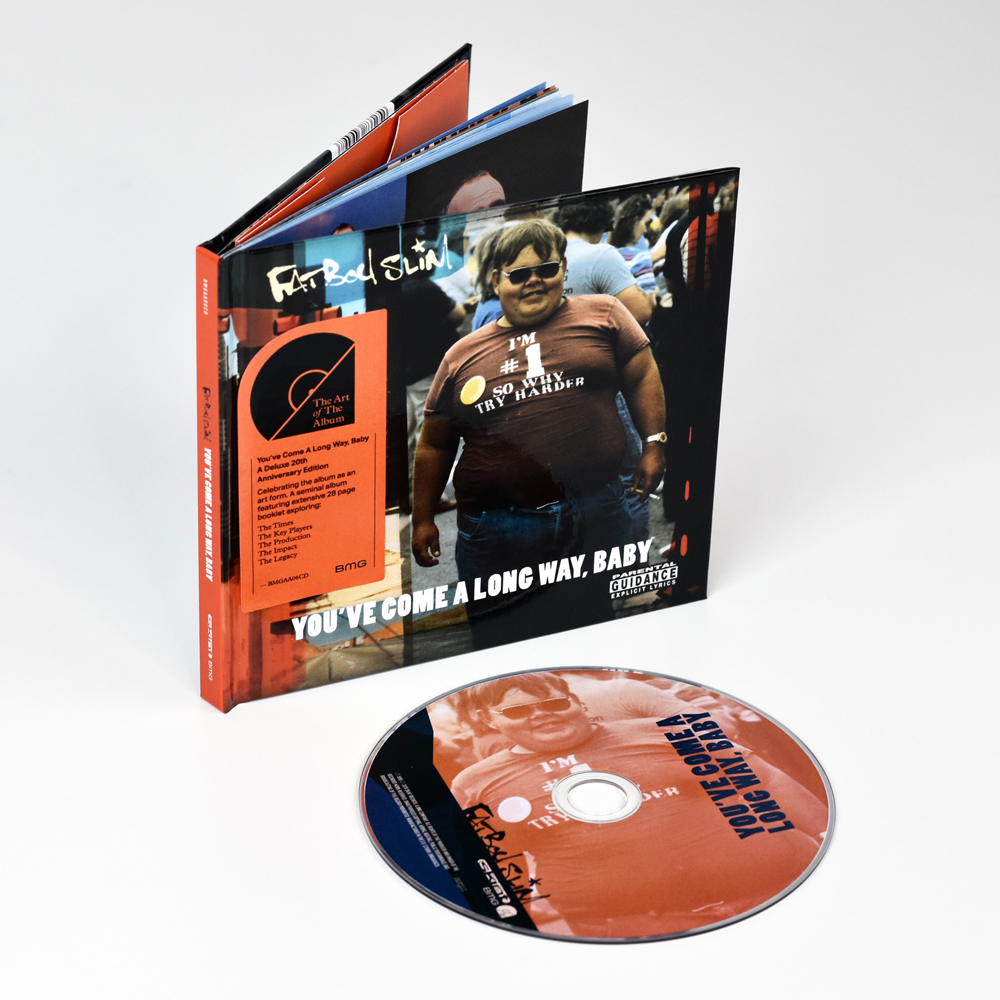 FATBOY SLIM
I'M
#1
SO WHY
TRY HARDER
The Art
of The
Album
You've Come A Long Way, Baby
A Deluxe 20th
Anniversary Edition
Celebrating the album as an
art form. A seminal album
featuring extensive 28 page
booklet exploring:
The Times
The Key Players
The Production
The Impact
The Legacy
— BMGAA06CD
BMG
YOU'VE COME A LONG WAY, BABY
PARENTAL
GUIDANCE
EXPLICIT LYRICS
FATBOY SLIM YOU'VE COME A LONG WAY, BABY
BMG
I'M
#
TRY HARDER
YOU'VE COME A
LONG WAY, BABY
FATBOY SLIM
BMG